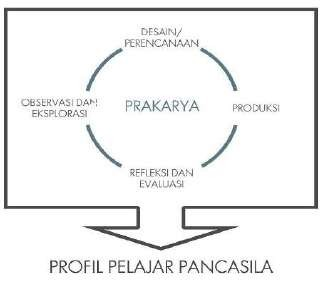 DESAIN/
PERENCANAAN
OBSERVASI DAN
EKSPLORASI
PRAKARYA
PRODUKSI
REFLEKSI DAN
EVALUASI
PROFIL PELAJAR PANCASILA